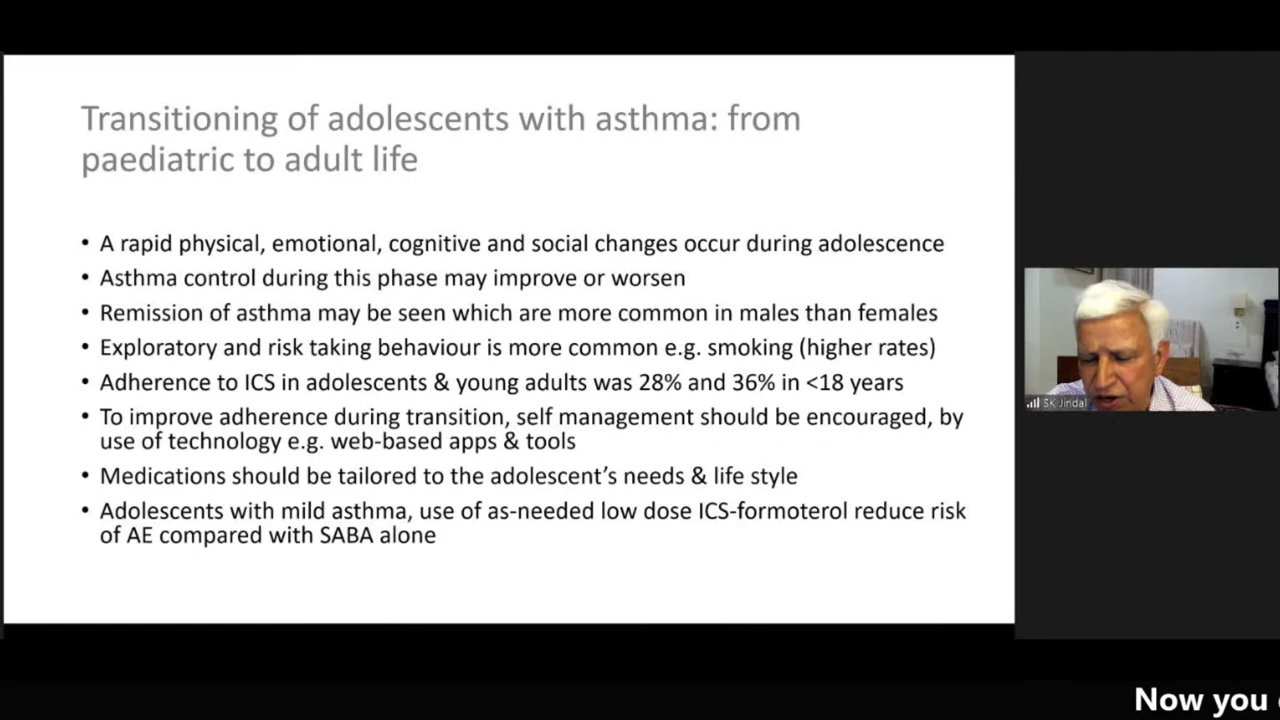 Transitioning of adolescents with asthma: from
paediatric to adult life
• A rapid physical, emotional, cognitive and social changes occur during adolescence
• Asthma control during this phase may improve or worsen
• Remission of asthma may be seen which are more common in males than females
• Exploratory and risk taking behaviour is more common e.g. smoking (higher rates)
• Adherence to ICS in adolescents & young adults was 28% and 36% in <18 years
• To improve adherence during transition, self management should be encouraged, by
use of technology e.g. web-based apps & tools
• Medications should be tailored to the adolescent's needs & life style
• Adolescents with mild asthma, use of as-needed low dose ICS-formoterol reduce risk
of AE compared with SABA alone
SK Jindal
Now you